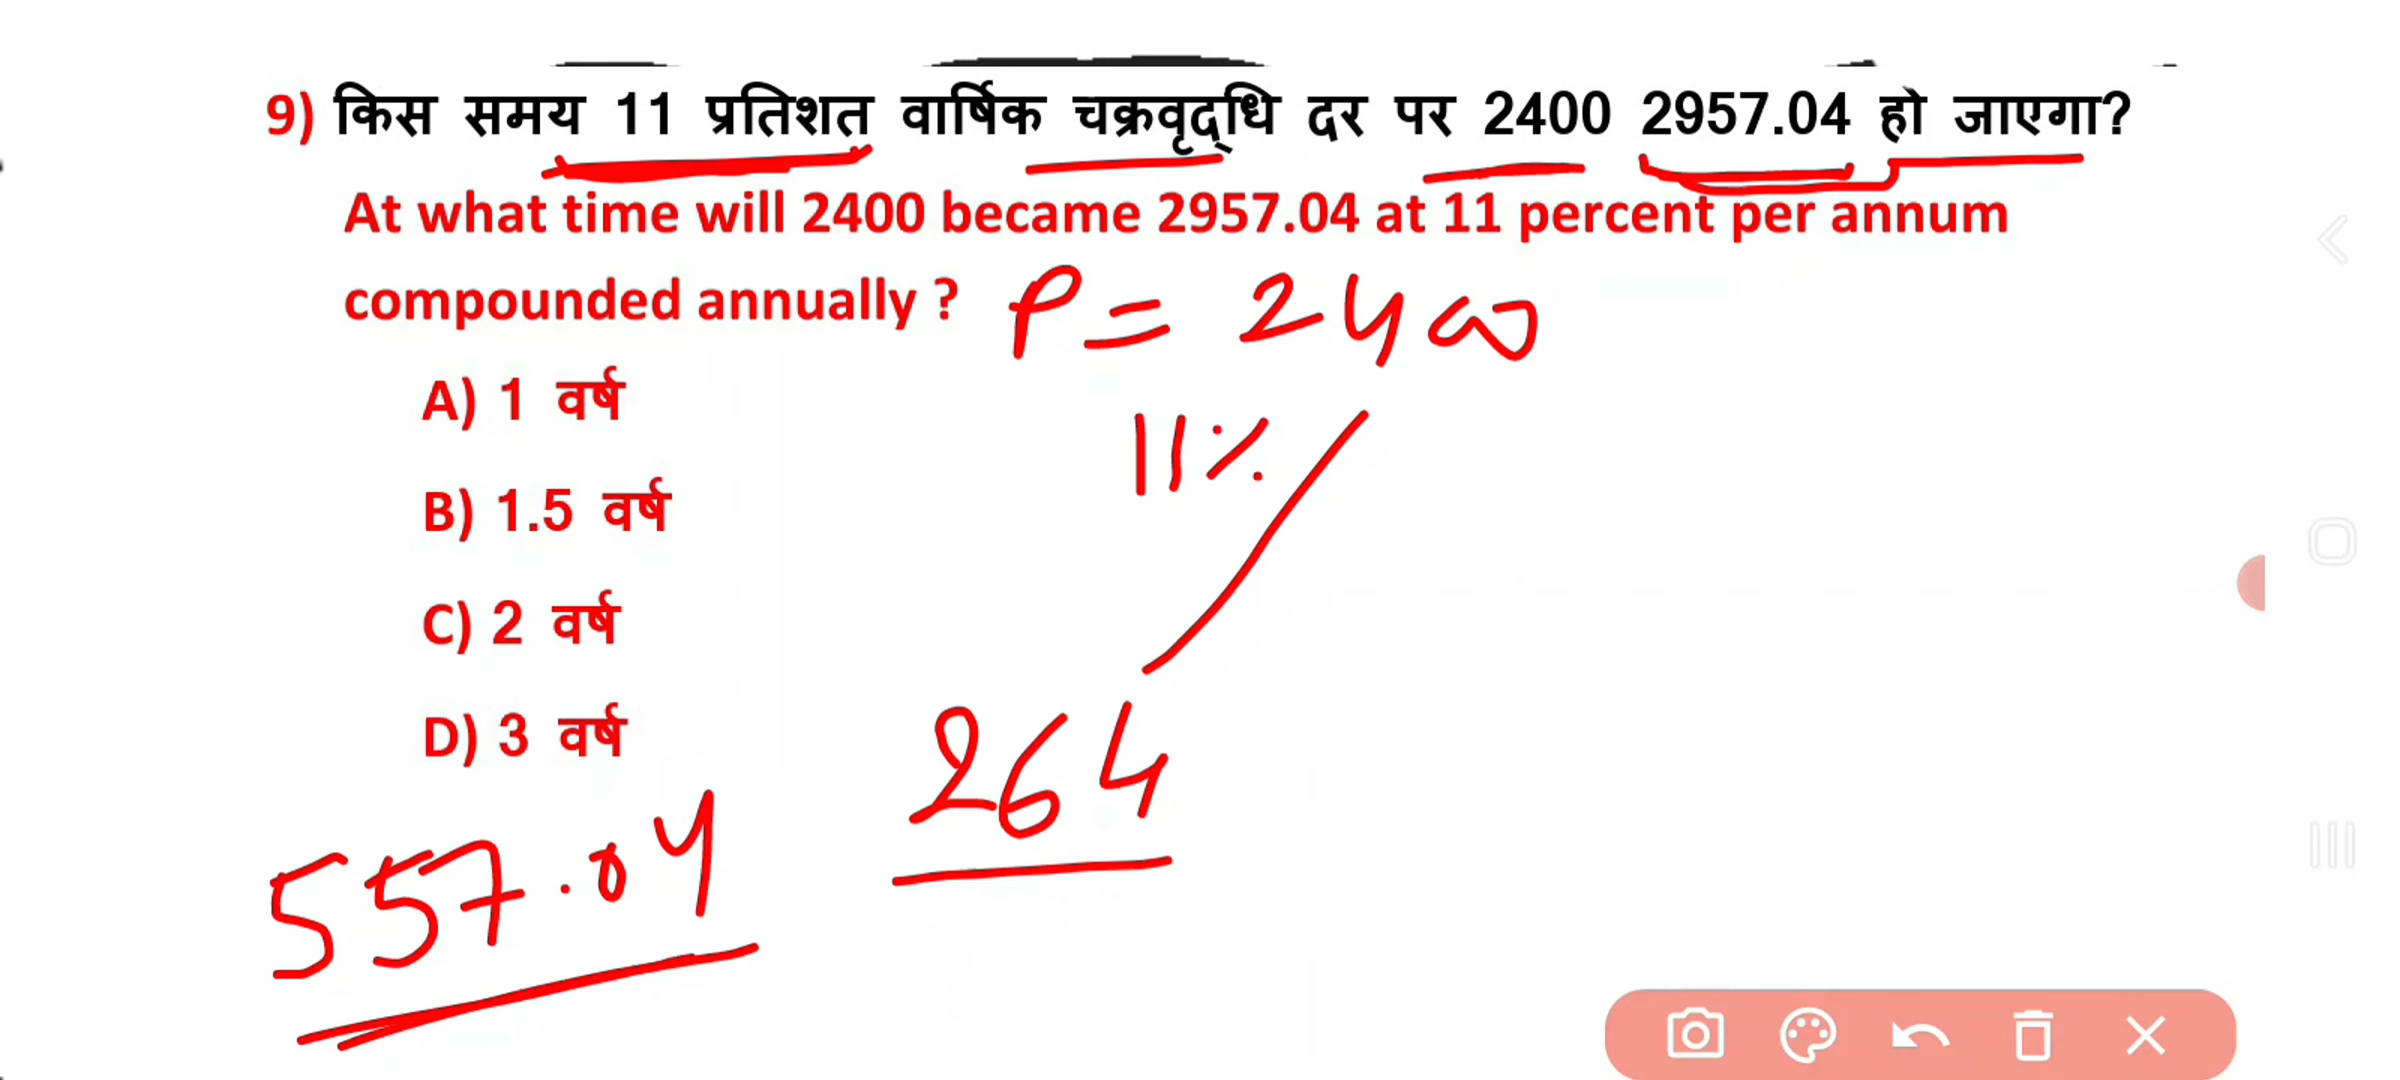 9) किस समय 11 प्रतिशत वार्षिक चक्रवृद्धि दर पर 2400 2957.04 हो जाएगा?
At what time will 2400 became 2957.04 at 11 percent per annum
compounded annually ?
P = 2400
A) 1 वर्ष
11%
B) 1.5 वर्ष
C) 2 वर्ष
D) 3 वर्ष
264
557.04